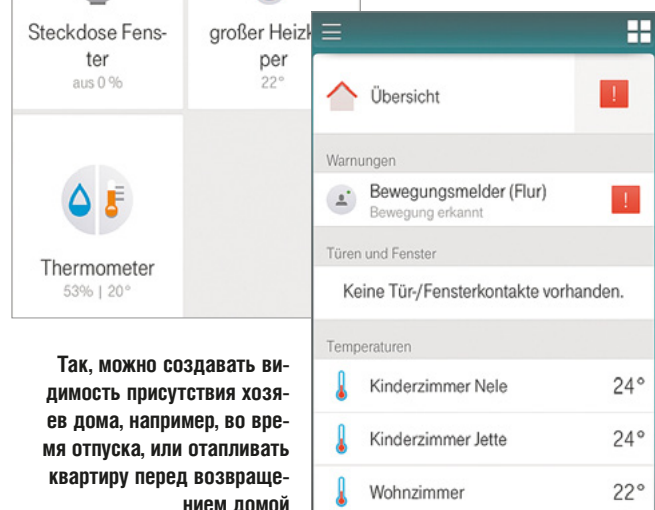 Steckdose Fens-
ter
aus 0 %
großer Heizk
per
22°
Thermometer
53% | 20°
Так, можно создавать ви-
димость присутствия хозя-
ев дома, например, во вре-
мя отпуска, или отапливать
квартиру перед возвраще-
нием домой
Übersicht
!
Warnungen
Bewegungsmelder (Flur)
!
Bewegung erkannt
Türen und Fenster
Keine Tür-/Fensterkontakte vorhanden.
Temperaturen
Kinderzimmer Nele 24°
Kinderzimmer Jette 24°
Wohnzimmer 22°